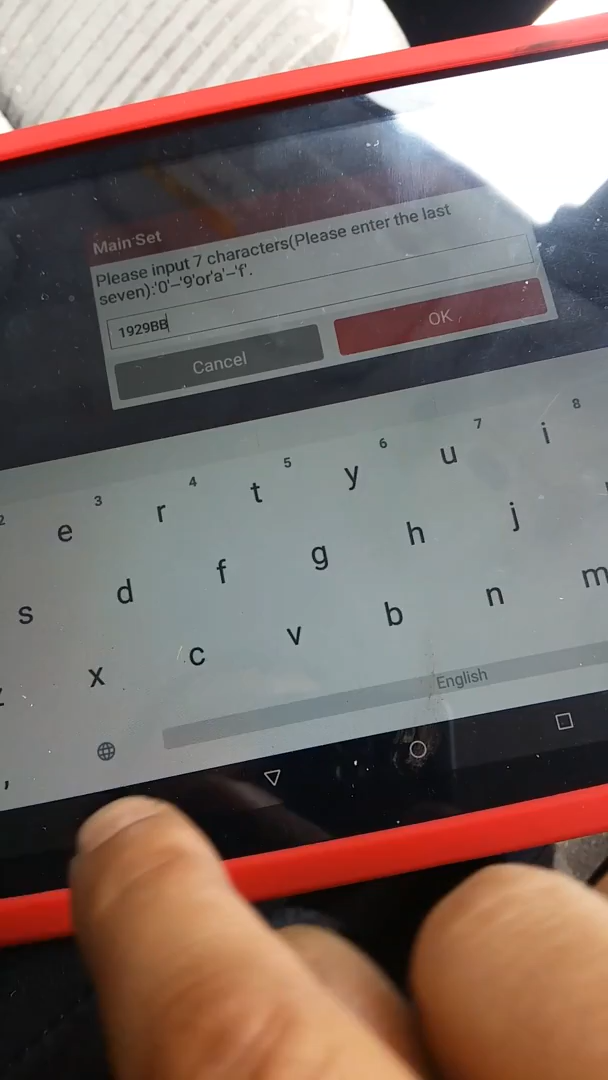 Main Set
Please input 7 characters(Please enter the last
seven):'0'–'9'or'a'–'f'.
1929BB
Cancel
OK
2 3 4 5 6 7 8
e r t y u i
s d f g h j
x c v b n m
, English